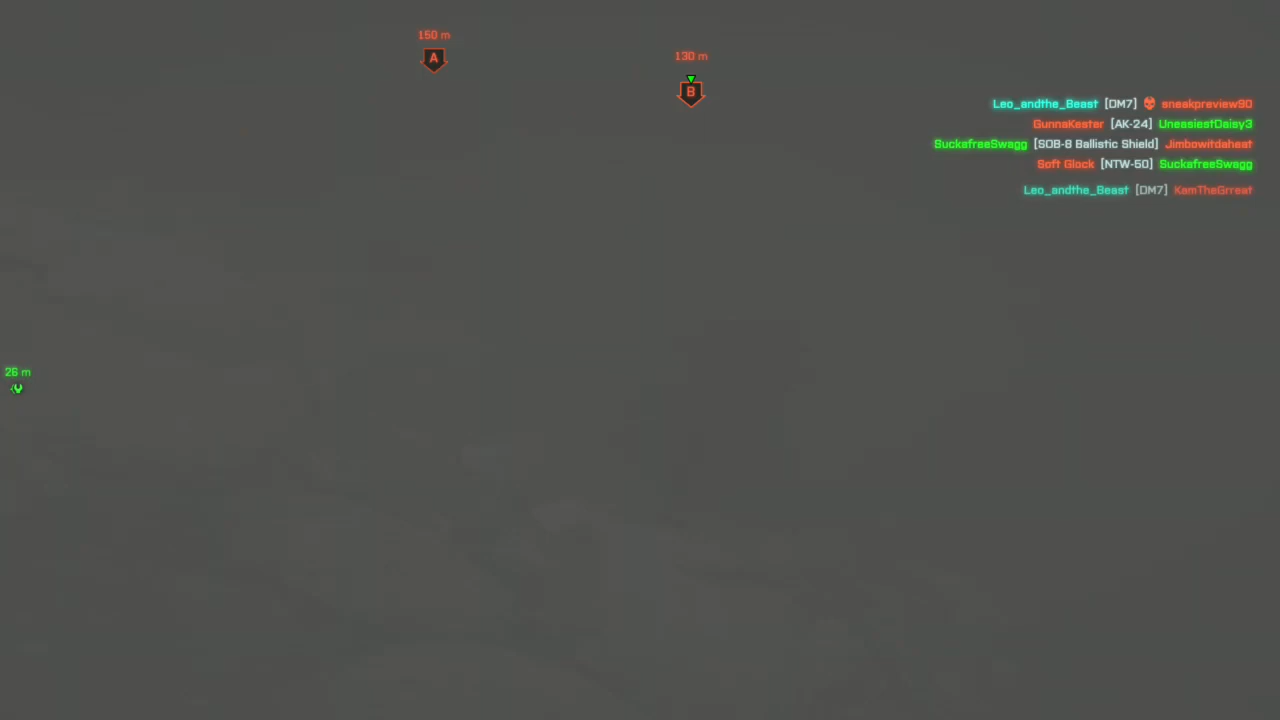 150 m
A
130 m
B
Leo_andthe_Beast [DM7] sneakpreview90
GunnaKester [AK-24] UneasiestDaisy3
SuckafreeSwagg [SOB-8 Ballistic Shield] Jimbowitdaheat
Soft Glock [NTW-50] SuckafreeSwagg
Leo_andthe_Beast [DM7] KamTheGrreat
26 m